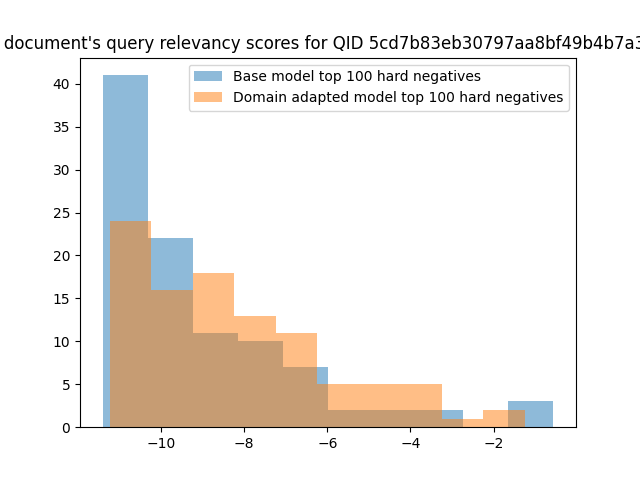 document's query relevancy scores for QID 5cd7b83eb30797aa8bf49b4b7a3
Base model top 100 hard negatives
Domain adapted model top 100 hard negatives
40
35
30
25
20
15
10
5
0
−10 −8 −6 −4 −2